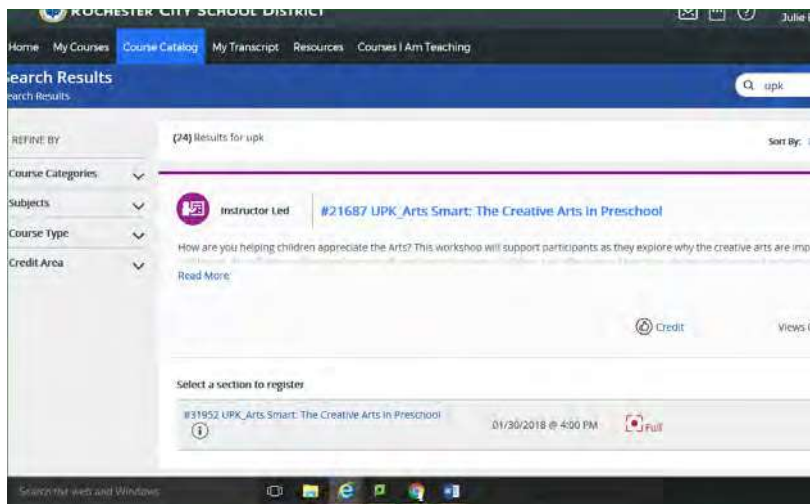 ROCHESTER CITY SCHOOL DISTRICT
Julie
Home My Courses Course Catalog My Transcript Resources Courses I Am Teaching
Search Results
Search Results
upk
REFINE BY
(24) Results for upk
Sort By:
Course Categories
Subjects
Course Type
Credit Area
Instructor Led
#21687 UPK_Arts Smart: The Creative Arts in Preschool
How are you helping children appreciate the Arts? This workshop will support participants as they explore why the creative arts are imp
Read More
Credit
Views
Select a section to register
#31952 UPK_Arts Smart: The Creative Arts in Preschool
01/30/2018 @ 4:00 PM
Full
Search the web and Windows